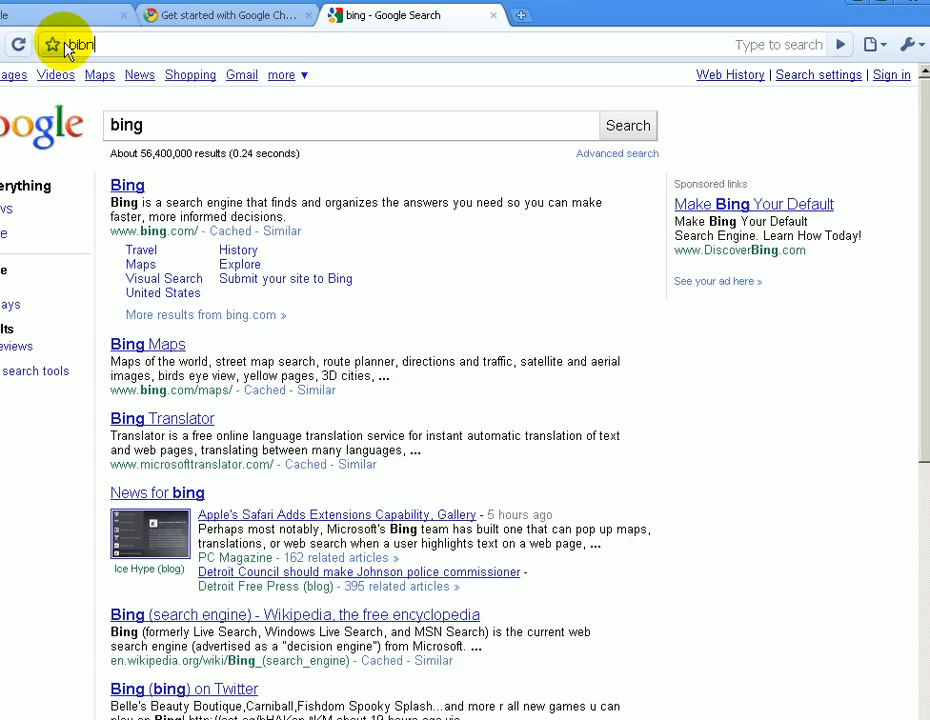 le
Get started with Google Ch...
bing - Google Search
bibn
To search
ages Videos Maps News Shopping Gmail more ▼
Web History | Search settings | Sign in
oogle
bing
Search
About 56,400,000 results (0.24 seconds)
Advanced search
erything
ws
e
e
ays
lts
eviews
search tools
Bing
Bing is a search engine that finds and organizes the answers you need so you can make
faster, more informed decisions.
www.bing.com/ - Cached - Similar
Travel History
Maps Explore
Visual Search Submit your site to Bing
United States
More results from bing.com »
Bing Maps
Maps of the world, street map search, route planner, directions and traffic, satellite and aerial
images, birds eye view, yellow pages, 3D cities, ...
www.bing.com/maps/ - Cached - Similar
Bing Translator
Translator is a free online language translation service for instant automatic translation of text
and web pages, translating between many languages, ...
www.microsofttranslator.com/ - Cached - Similar
News for bing
Ice Hype (blog)
Apple's Safari Adds Extensions Capability, Gallery - 5 hours ago
Perhaps most notably, Microsoft's Bing team has built one that can pop up maps,
translations, or web search when a user highlights text on a web page, ...
PC Magazine - 162 related articles »
Detroit Council should make Johnson police commissioner -
Detroit Free Press (blog) - 395 related articles »
Bing (search engine) - Wikipedia, the free encyclopedia
Bing (formerly Live Search, Windows Live Search, and MSN Search) is the current web
search engine (advertised as a "decision engine") from Microsoft. ...
en.wikipedia.org/wiki/Bing_(search_engine) - Cached - Similar
Bing (bing) on Twitter
Belle's Beauty Boutique,Carniball,Fishdom Spooky Splash...and more r all new games u can
Sponsored links
Make Bing Your Default
Make Bing Your Default
Search Engine. Learn How Today!
www.DiscoverBing.com
See your ad here »